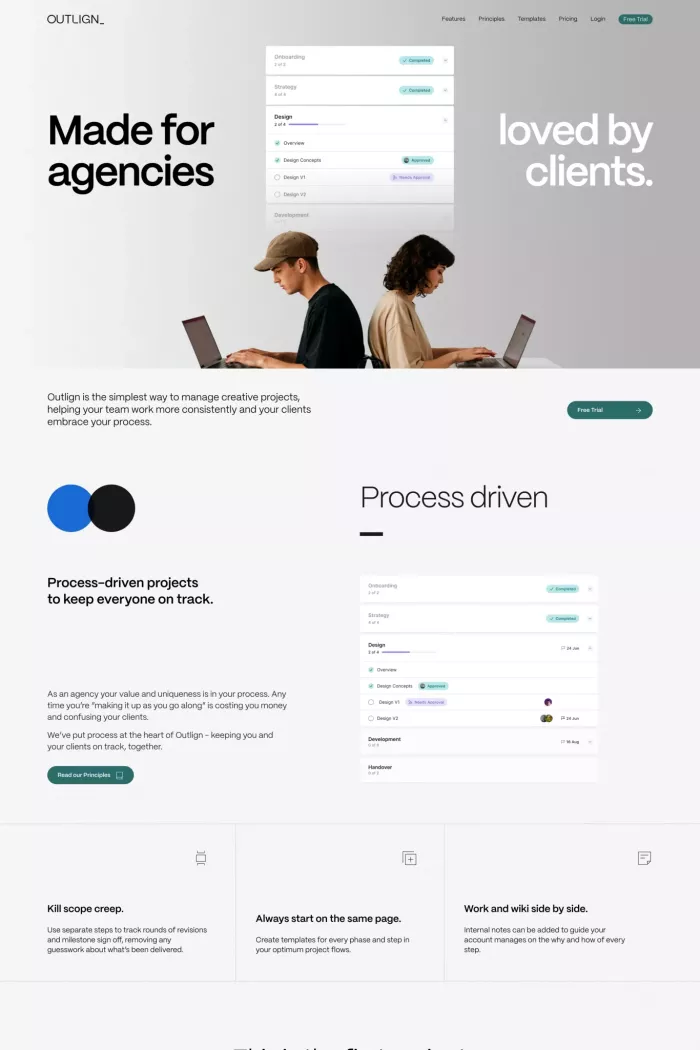 OUTLIGN_
Features Principles Templates Pricing Login Free Trial
Onboarding
2 of 2
Completed
Strategy
4 of 4
Completed
Design
2 of 4
Overview
Design Concepts
Approved
Design V1
Needs Approval
Design V2
Development
Made for
agencies
loved by
clients.
Outlign is the simplest way to manage creative projects,
helping your team work more consistently and your clients
embrace your process.
Free Trial
Process driven
Process-driven projects
to keep everyone on track.
As an agency your value and uniqueness is in your process. Any
time you're "making it up as you go along" is costing you money
and confusing your clients.
We've put process at the heart of Outlign - keeping you and
your clients on track, together.
Read our Principles
Onboarding
2 of 2
Completed
Strategy
4 of 4
Completed
Design
2 of 4
24 Jun
Overview
Design Concepts
Approved
Design V1
Needs Approval
Design V2
24 Jun
Development
0 of 4
18 Aug
Handover
0 of 2
Kill scope creep.
Use separate steps to track rounds of revisions
and milestone sign off, removing any
guesswork about what's been delivered.
Always start on the same page.
Create templates for every phase and step in
your optimum project flows.
Work and wiki side by side.
Internal notes can be added to guide your
account manages on the why and how of every
step.